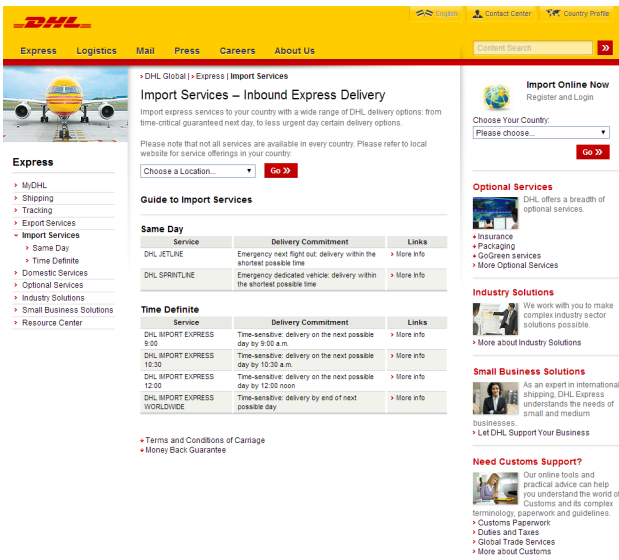 DHL
English
Contact Center
Country Profile
Express
Logistics
Mail
Press
Careers
About Us
Content Search
› DHL Global | › Express | Import Services
Import Services – Inbound Express Delivery
Import express services to your country with a wide range of DHL delivery options: from
time-critical guaranteed next day, to less urgent day certain delivery options.
Please note that not all services are available in every country. Please refer to local
website for service offerings in your country.
Choose a Location...
Go »
Guide to Import Services
Same Day
Service Delivery Commitment Links
DHL JETLINE Emergency next flight out: delivery within the › More info
shortest possible time
DHL SPRINTLINE Emergency dedicated vehicle: delivery within › More info
the shortest possible time
Time Definite
Service Delivery Commitment Links
DHL IMPORT EXPRESS Time-sensitive: delivery on the next possible › More info
9:00 day by 9:00 a.m.
DHL IMPORT EXPRESS Time-sensitive: delivery on the next possible › More info
10:30 day by 10:30 a.m.
DHL IMPORT EXPRESS Time-sensitive: delivery on the next possible › More info
12:00 day by 12:00 noon
DHL IMPORT EXPRESS Time-sensitive: delivery by end of next › More info
WORLDWIDE possible day
Terms and Conditions of Carriage
Money Back Guarantee
Express
› MyDHL
› Shipping
› Tracking
› Export Services
Import Services
› Same Day
› Time Definite
› Domestic Services
› Optional Services
› Industry Solutions
› Small Business Solutions
› Resource Center
Import Online Now
Register and Login
Choose Your Country:
Please choose...
Go »
Optional Services
DHL offers a breadth of
optional services.
Insurance
Packaging
GoGreen services
› More Optional Services
Industry Solutions
We work with you to make
complex industry sector
solutions possible.
› More about Industry Solutions
Small Business Solutions
As an expert in international
shipping, DHL Express
understands the needs of
small and medium
businesses.
› Let DHL Support Your Business
Need Customs Support?
Our online tools and
practical advice can help
you understand the world of
Customs and its complex
terminology, paperwork and guidelines.
› Customs Paperwork
› Duties and Taxes
› Global Trade Services
› More about Customs